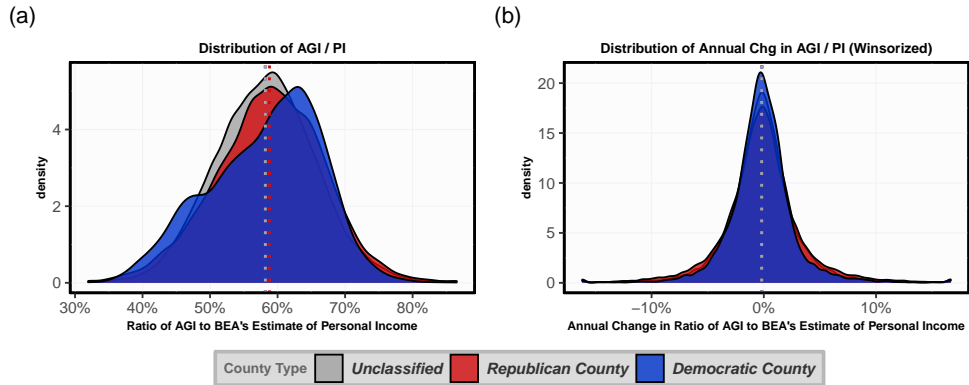 (a)
(b)
Distribution of AGI / PI
Distribution of Annual Chg in AGI / PI (Winsorized)
density
4
2
0
30%
40%
50%
60%
70%
80%
Ratio of AGI to BEA's Estimate of Personal Income
density
20
15
10
5
0
−10%
0%
10%
Annual Change in Ratio of AGI to BEA's Estimate of Personal Income
County Type
Unclassified
Republican County
Democratic County